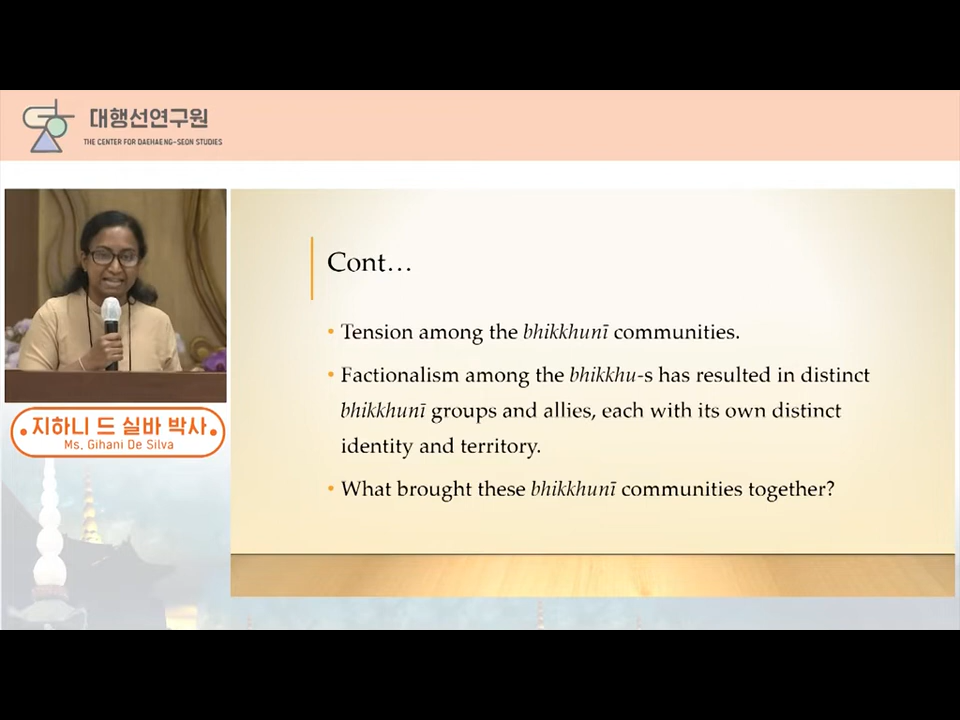 대행선연구원
THE CENTER FOR DAEHAENG-SEON STUDIES
Cont…
• Tension among the bhikkhunī communities.
• Factionalism among the bhikkhu-s has resulted in distinct
bhikkhunī groups and allies, each with its own distinct
identity and territory.
• What brought these bhikkhunī communities together?
지하니 드 실바 박사
Ms. Gihani De Silva